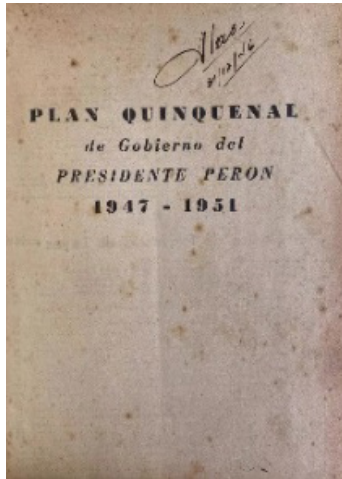 PLAN QUINQUENAL
de Gobierno del
PRESIDENTE PERON
1947 - 1951